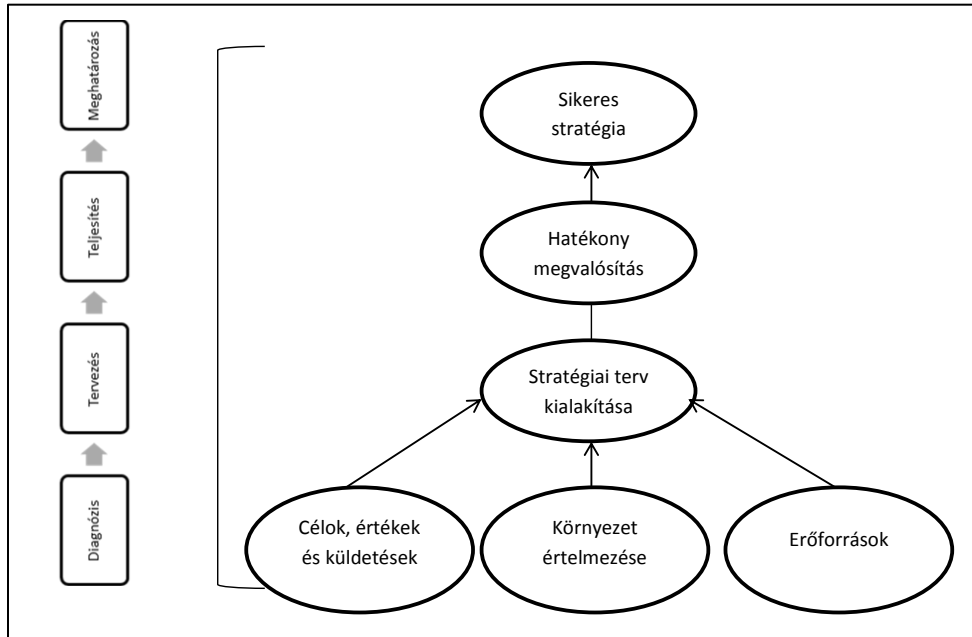 Meghatározás
Teljesítés
Tervezés
Diagnózis
Sikeres
stratégia
Hatékony
megvalósítás
Stratégiai terv
kialakítása
Célok, értékek
és küldetések
Környezet
értelmezése
Erőforrások